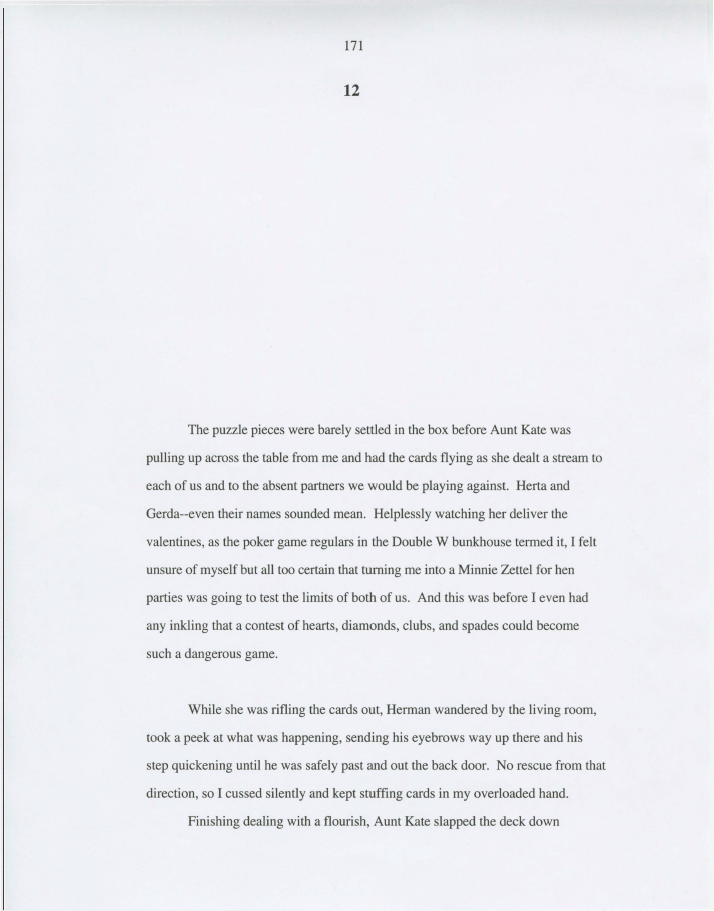 171
12
The puzzle pieces were barely settled in the box before Aunt Kate was
pulling up across the table from me and had the cards flying as she dealt a stream to
each of us and to the absent partners we would be playing against.  Herta and
Gerda--even their names sounded mean.  Helplessly watching her deliver the
valentines, as the poker game regulars in the Double W bunkhouse termed it, I felt
unsure of myself but all too certain that turning me into a Minnie Zettel for hen
parties was going to test the limits of both of us.  And this was before I even had
any inkling that a contest of hearts, diamonds, clubs, and spades could become
such a dangerous game.
While she was rifling the cards out, Herman wandered by the living room,
took a peek at what was happening, sending his eyebrows way up there and his
step quickening until he was safely past and out the back door.  No rescue from that
direction, so I cussed silently and kept stuffing cards in my overloaded hand.
Finishing dealing with a flourish, Aunt Kate slapped the deck down